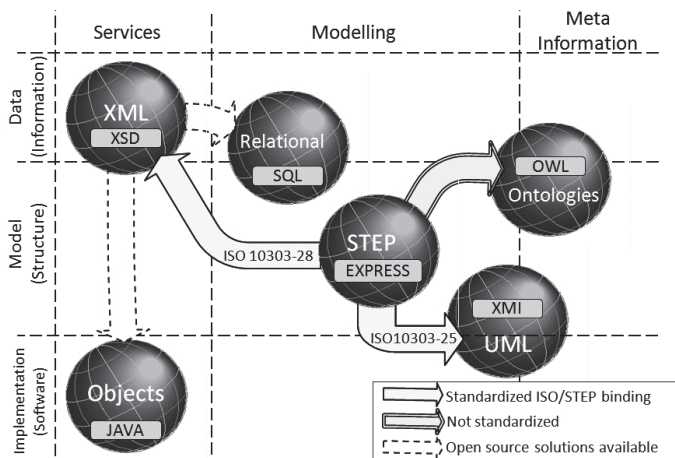 Services
Modelling
Meta
Information
Data
(Information)
XML
XSD
Relational
SQL
OWL
Ontologies
Model
(Structure)
STEP
EXPRESS
ISO 10303-28
XMI
UML
ISO10303-25
Implementation
(Software)
Objects
JAVA
Standardized ISO/STEP binding
Not standardized
Open source solutions available